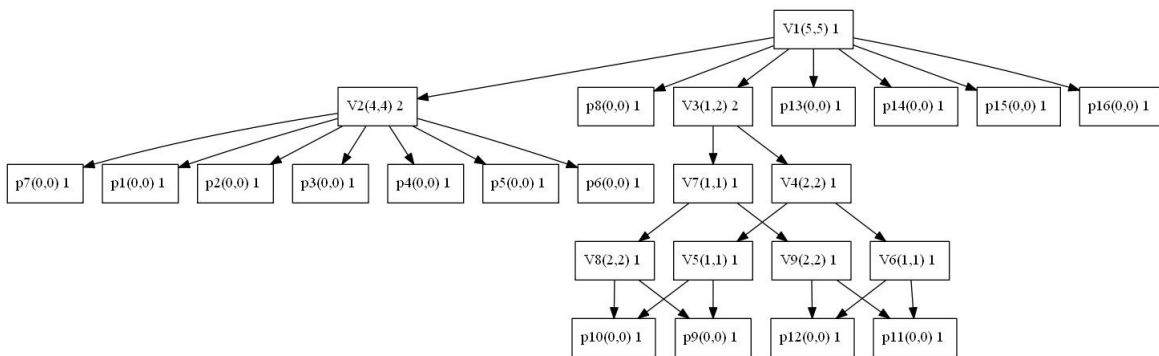 V1(5,5) 1
V2(4,4) 2
p8(0,0) 1
V3(1,2) 2
p13(0,0) 1
p14(0,0) 1
p15(0,0) 1
p16(0,0) 1
p7(0,0) 1
p1(0,0) 1
p2(0,0) 1
p3(0,0) 1
p4(0,0) 1
p5(0,0) 1
p6(0,0) 1
V7(1,1) 1
V4(2,2) 1
V8(2,2) 1
V5(1,1) 1
V9(2,2) 1
V6(1,1) 1
p10(0,0) 1
p9(0,0) 1
p12(0,0) 1
p11(0,0) 1